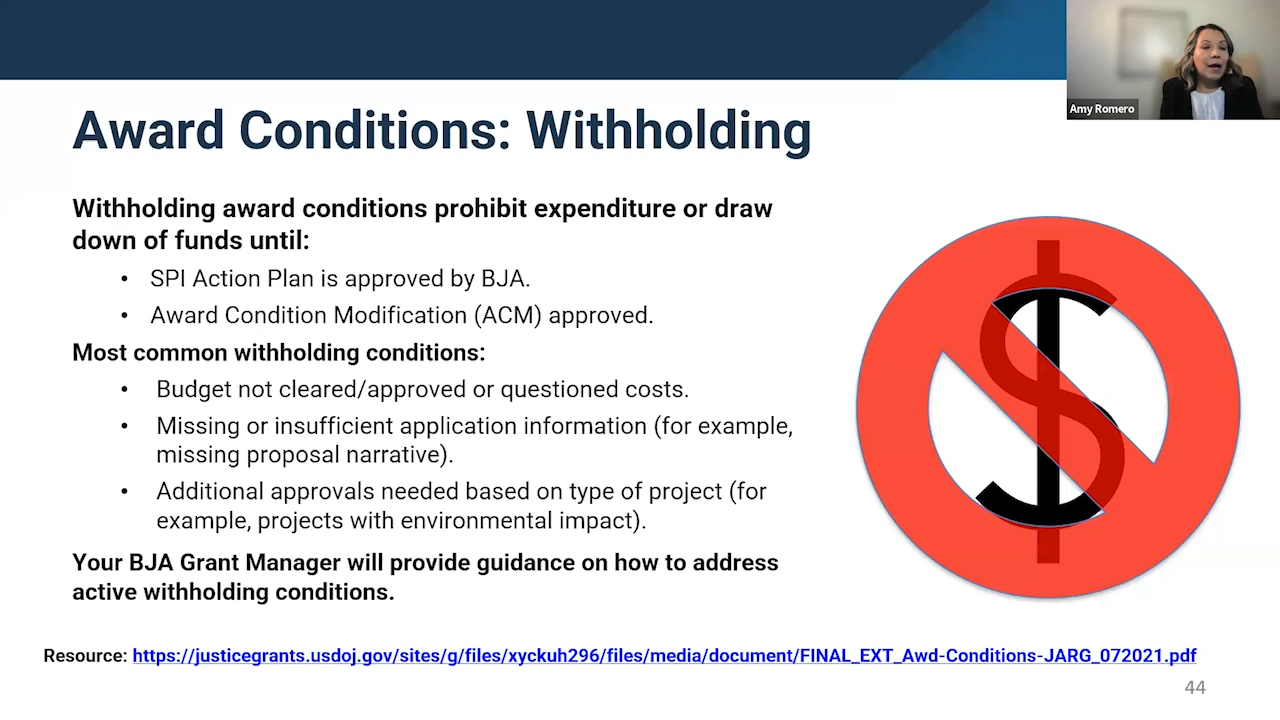 Amy Romero
Award Conditions: Withholding
Withholding award conditions prohibit expenditure or draw
down of funds until:
• SPI Action Plan is approved by BJA.
• Award Condition Modification (ACM) approved.
Most common withholding conditions:
• Budget not cleared/approved or questioned costs.
• Missing or insufficient application information (for example,
missing proposal narrative).
• Additional approvals needed based on type of project (for
example, projects with environmental impact).
Your BJA Grant Manager will provide guidance on how to address
active withholding conditions.
$
Resource: https://justicegrants.usdoj.gov/sites/g/files/xyckuh296/files/media/document/FINAL_EXT_Awd-Conditions-JARG_072021.pdf
44